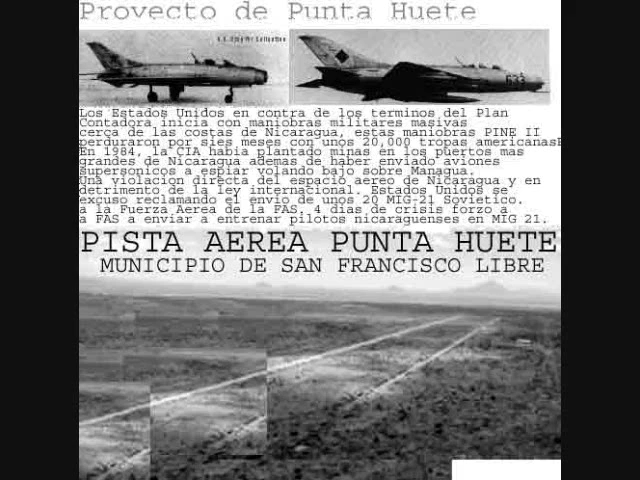 Proyecto de Punta Huete
Los Estados Unidos en contra de los terminos del Plan
Contadora inicia con maniobras militares masivas
cerca de las costas de Nicaragua, estas maniobras PINE II
perduraron por sies meses con unos 20,000 tropas americanas
En 1984, la CIA habia plantado minas en los puertos mas
grandes de Nicaragua ademas de haber enviado aviones
Supersonicos a espiar volando bajo sobre Managua.
Una violacion directa del espacio aereo de Nicaragua y en
detrimento de la ley internacional. Estados Unidos se
excuso reclamando el envio de unos 20 MIG-21 Sovietico.
a la Fuerza Aerea de la FAS. 4 dias de crisis forzo a
a FAS a enviar a entrenar pilotos nicaraguenses en MIG 21.
PISTA AEREA PUNTA HUETE
MUNICIPIO DE SAN FRANCISCO LIBRE